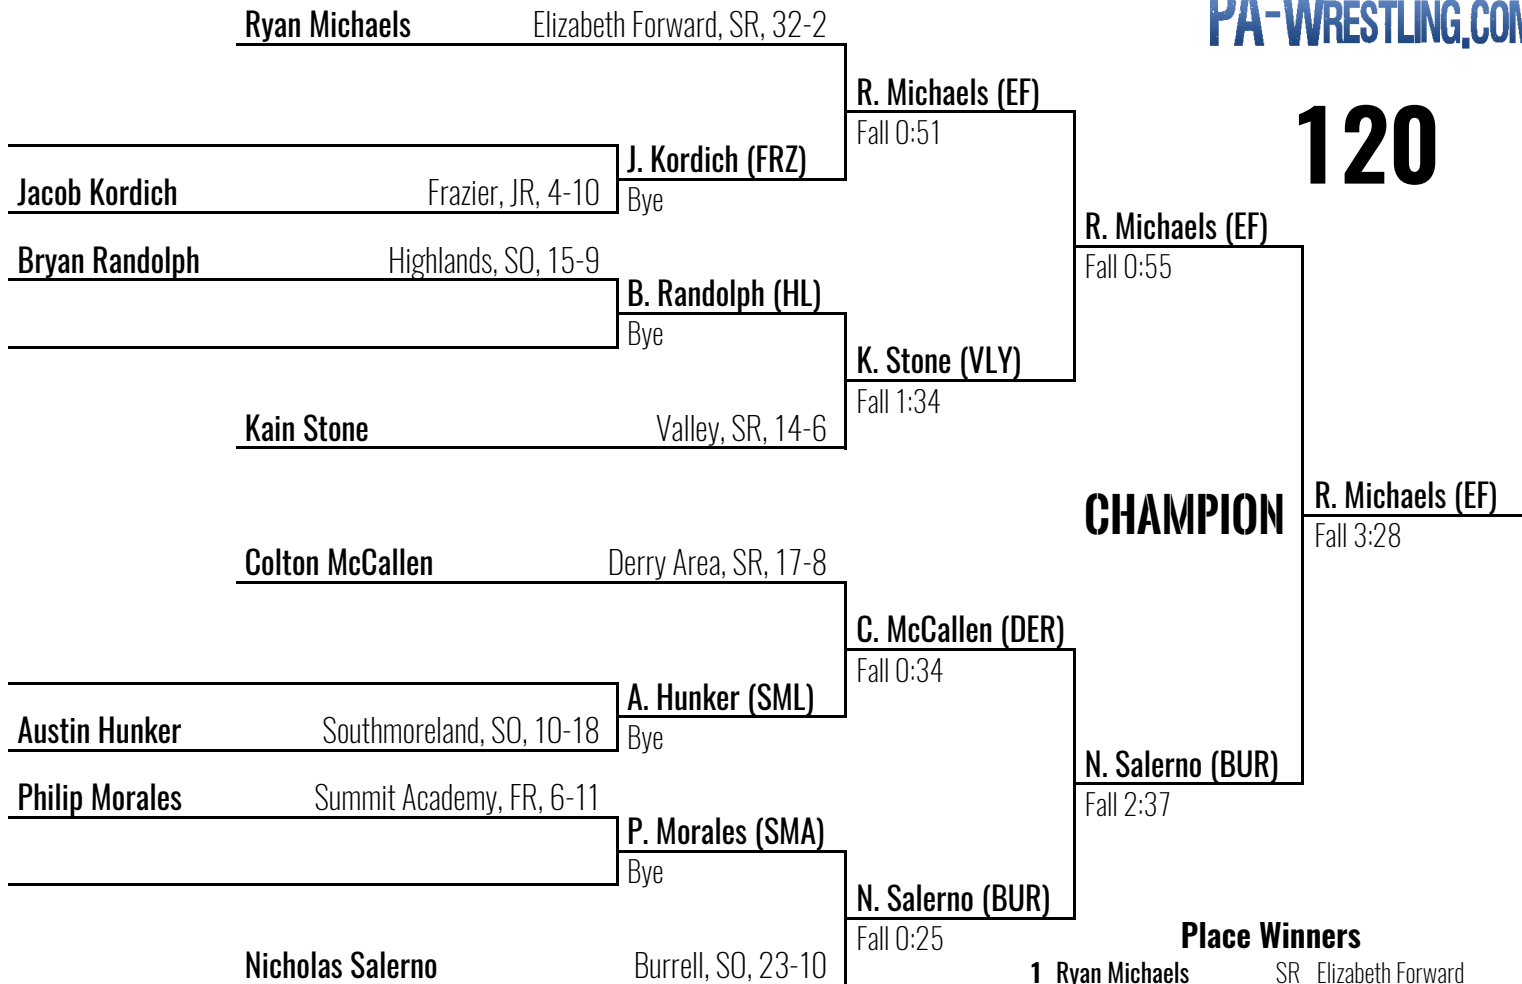 PA-WRESTLING.COM
120
Ryan Michaels Elizabeth Forward, SR, 32-2
R. Michaels (EF)
Fall 0:51
J. Kordich (FRZ)
Jacob Kordich Frazier, JR, 4-10
Bye
R. Michaels (EF)
Fall 0:55
Bryan Randolph Highlands, SO, 15-9
B. Randolph (HL)
Bye
K. Stone (VLY)
Fall 1:34
Kain Stone Valley, SR, 14-6
CHAMPION
R. Michaels (EF)
Fall 3:28
Colton McCallen Derry Area, SR, 17-8
C. McCallen (DER)
Fall 0:34
A. Hunker (SML)
Austin Hunker Southmoreland, SO, 10-18
Bye
N. Salerno (BUR)
Fall 2:37
Philip Morales Summit Academy, FR, 6-11
P. Morales (SMA)
Bye
N. Salerno (BUR)
Fall 0:25
Nicholas Salerno Burrell, SO, 23-10
Place Winners
1 Ryan Michaels SR Elizabeth Forward